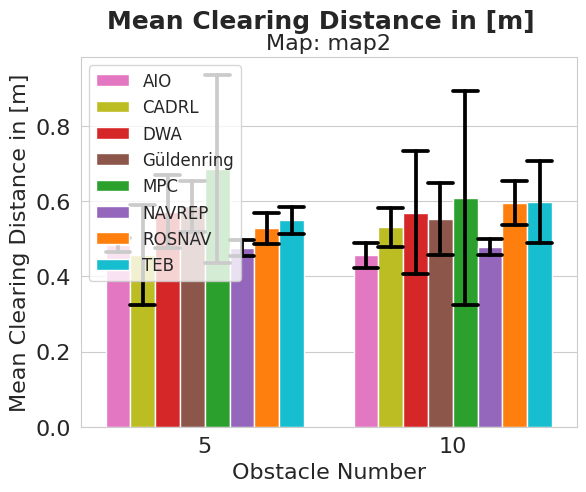 Mean Clearing Distance in [m]
Map: map2
Mean Clearing Distance in [m]
0.8
0.6
0.4
0.2
0.0
AIO
CADRL
DWA
Güldenring
MPC
NAVREP
ROSNAV
TEB
5
10
Obstacle Number